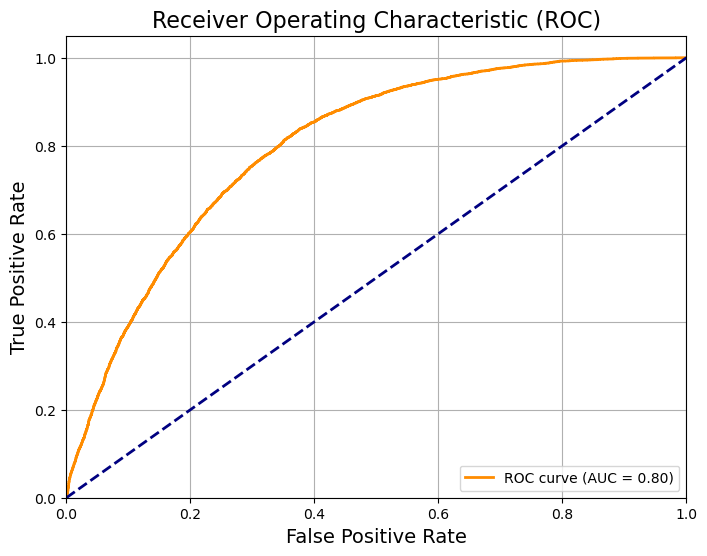 Receiver Operating Characteristic (ROC)
True Positive Rate
1.0
0.8
0.6
0.4
0.2
0.0
ROC curve (AUC = 0.80)
0.0 0.2 0.4 0.6 0.8 1.0
False Positive Rate